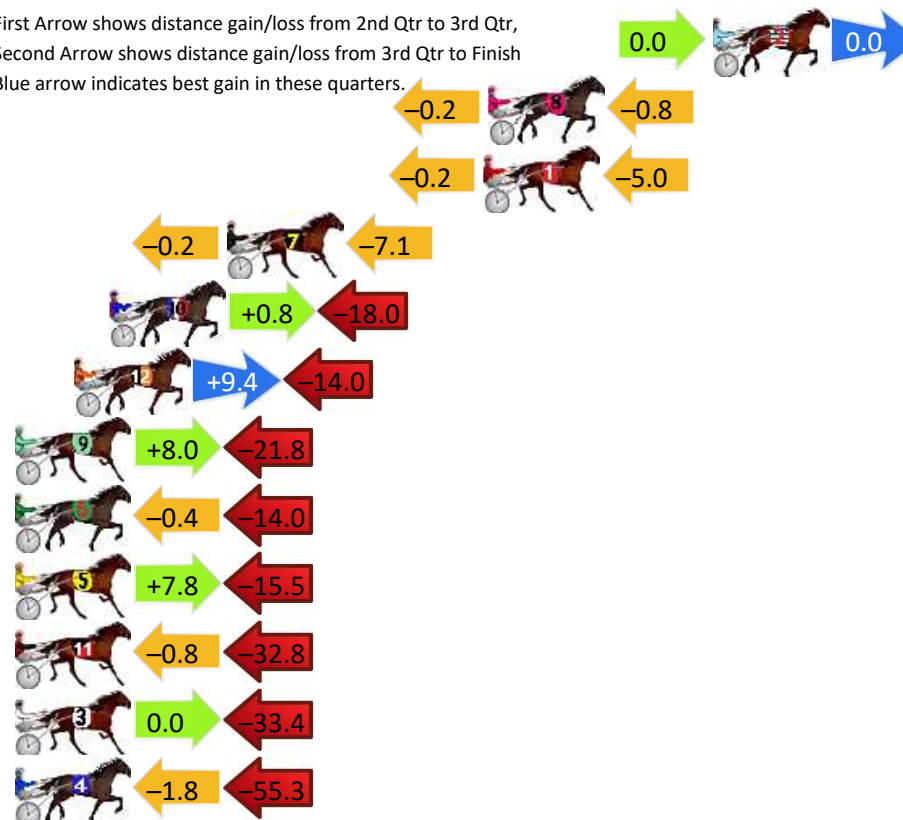 First Arrow shows distance gain/loss from 2nd Qtr to 3rd Qtr,
Second Arrow shows distance gain/loss from 3rd Qtr to Finish
Blue arrow indicates best gain in these quarters.
0.0 2 0.0
−0.2 8 −0.8
−0.2 1 −5.0
−0.2 7 −7.1
10 +0.8 −18.0
12 +9.4 −14.0
9 +8.0 −21.8
−0.4 −14.0
5 +7.8 −15.5
11 −0.8 −32.8
3 0.0 −33.4
4 −1.8 −55.3